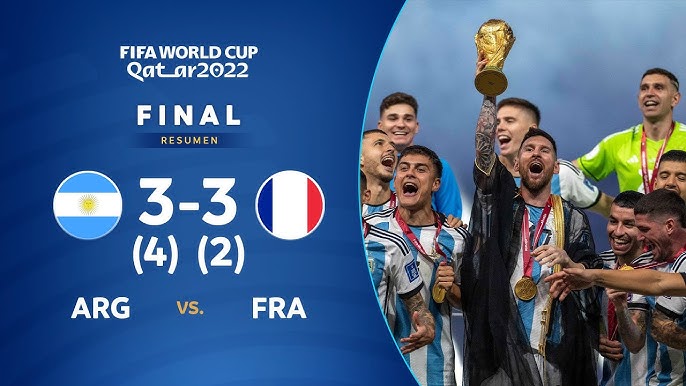 FIFA WORLD CUP
Qatar2022
FINAL
RESUMEN
3-3
(4) (2)
ARG vs. FRA